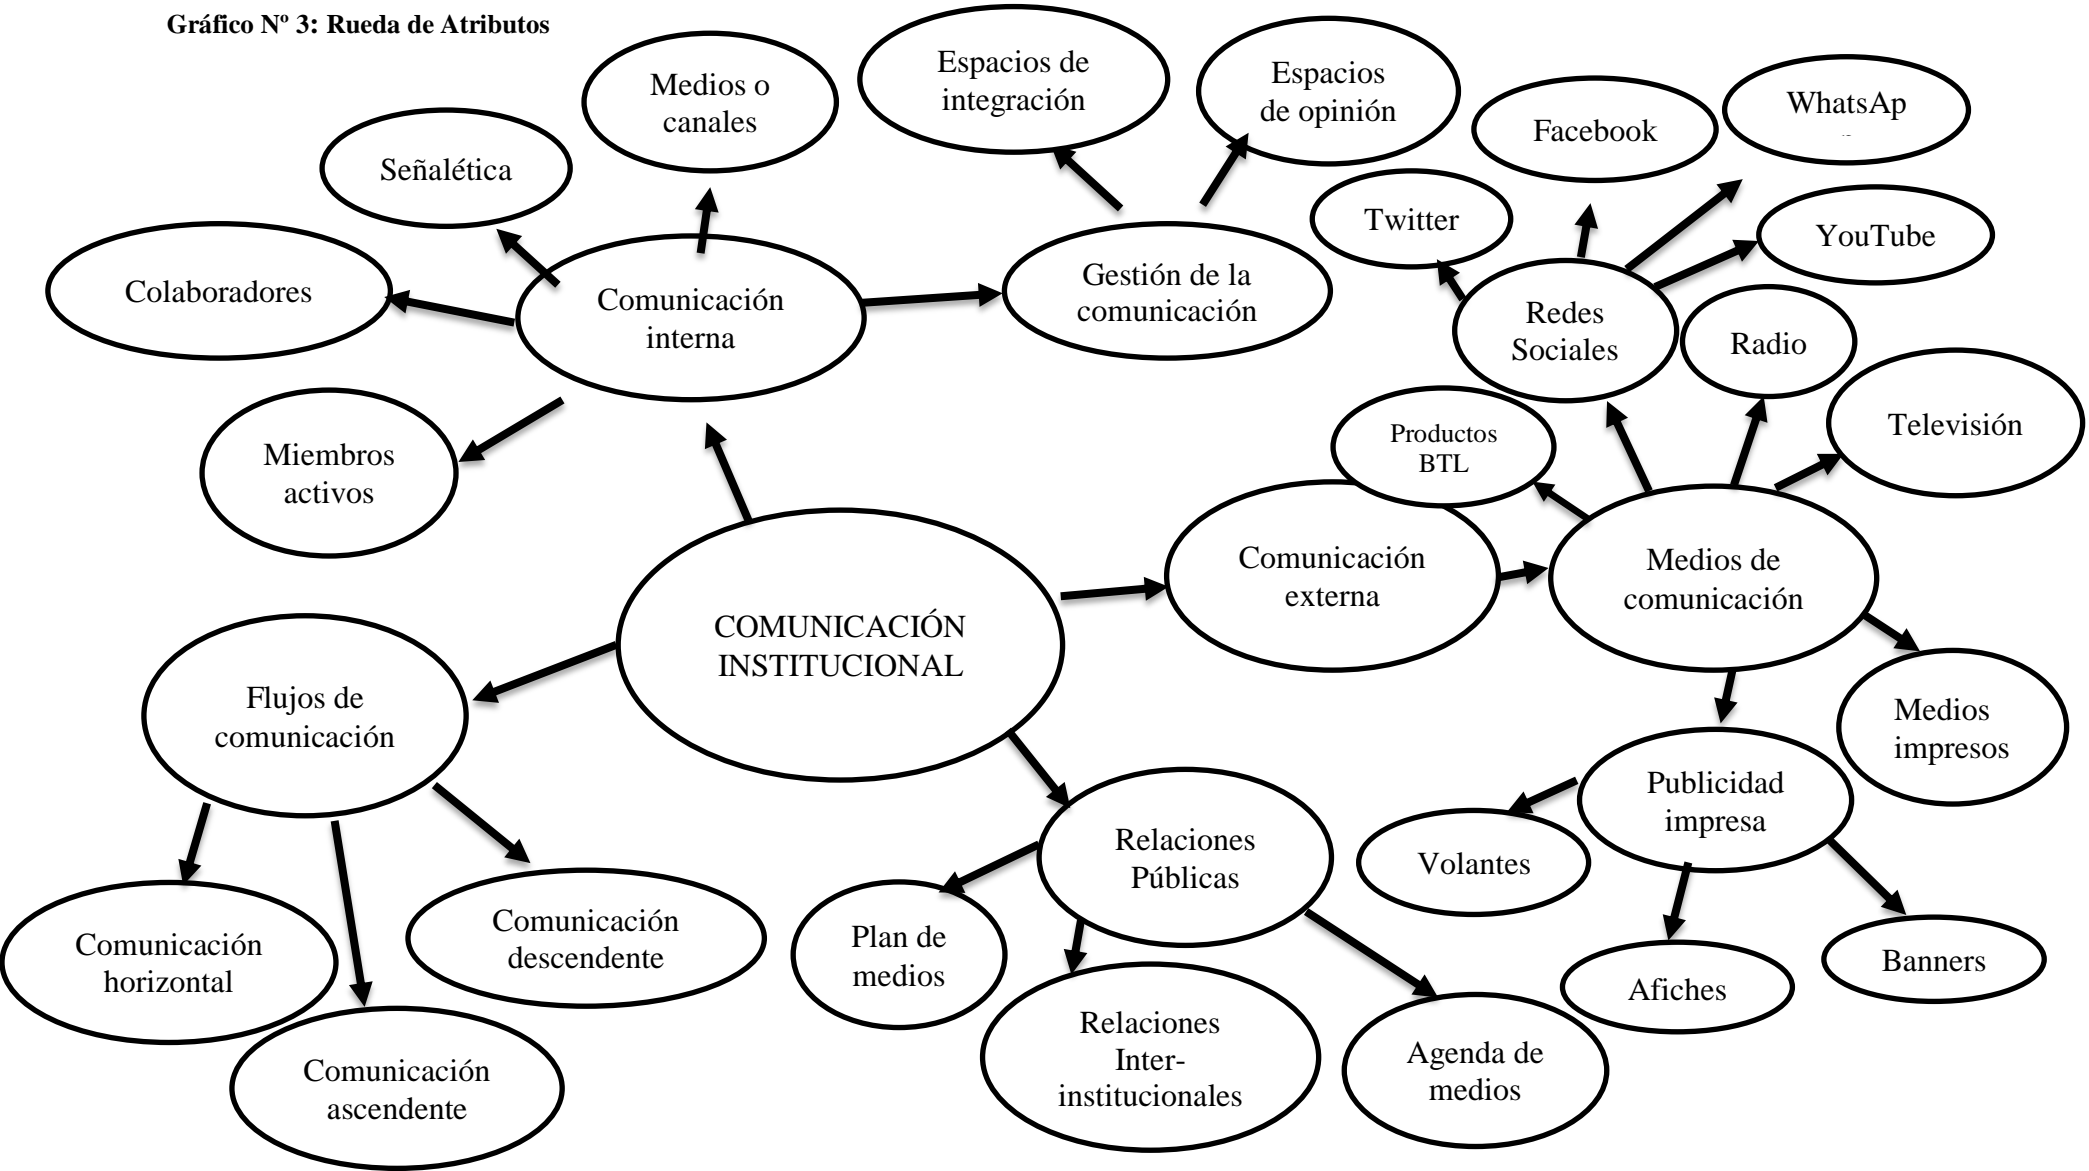 Gráfico Nº 3: Rueda de Atributos
Espacios de
integración
Espacios
de opinión
Medios o
canales
WhatsAp
Facebook
Señalética
Twitter
YouTube
Colaboradores
Comunicación
interna
Gestión de la
comunicación
Redes
Sociales
Radio
Televisión
Productos
BTL
Miembros
activos
Comunicación
externa
Medios de
comunicación
COMUNICACIÓN
INSTITUCIONAL
Flujos de
comunicación
Medios
impresos
Publicidad
impresa
Relaciones
Públicas
Volantes
Comunicación
horizontal
Comunicación
descendente
Plan de
medios
Banners
Afiches
Relaciones
Inter-
institucionales
Agenda de
medios
Comunicación
ascendente